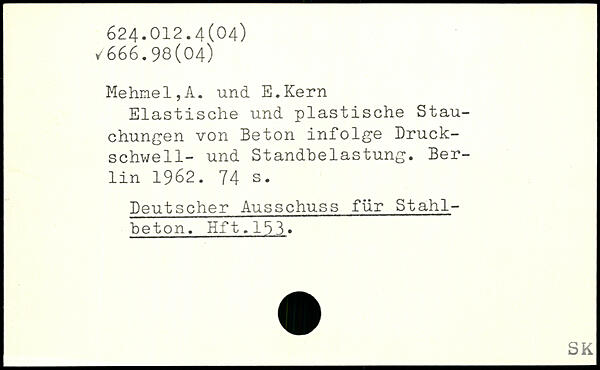 624.012.4(04)
✓666.98(04)
Mehmel,A. und E.Kern
Elastische und plastische Stau-
chungen von Beton infolge Druck-
schwell- und Standbelastung. Ber-
lin 1962. 74 s.
Deutscher Ausschuss für Stahl-
beton. Hft.153.
SK